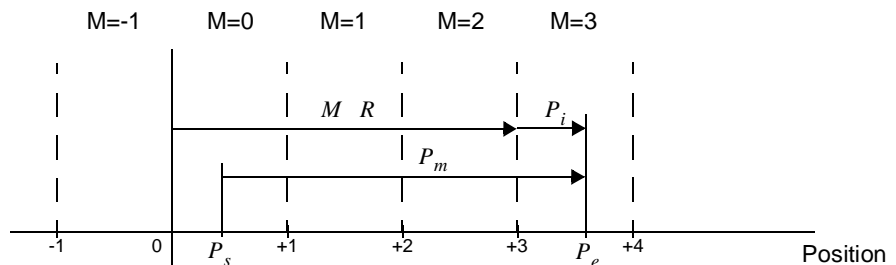 M=-1 M=0 M=1 M=2 M=3
M R P_i
P_m
-1 0 P_s +1 +2 +3 P_e +4 Position